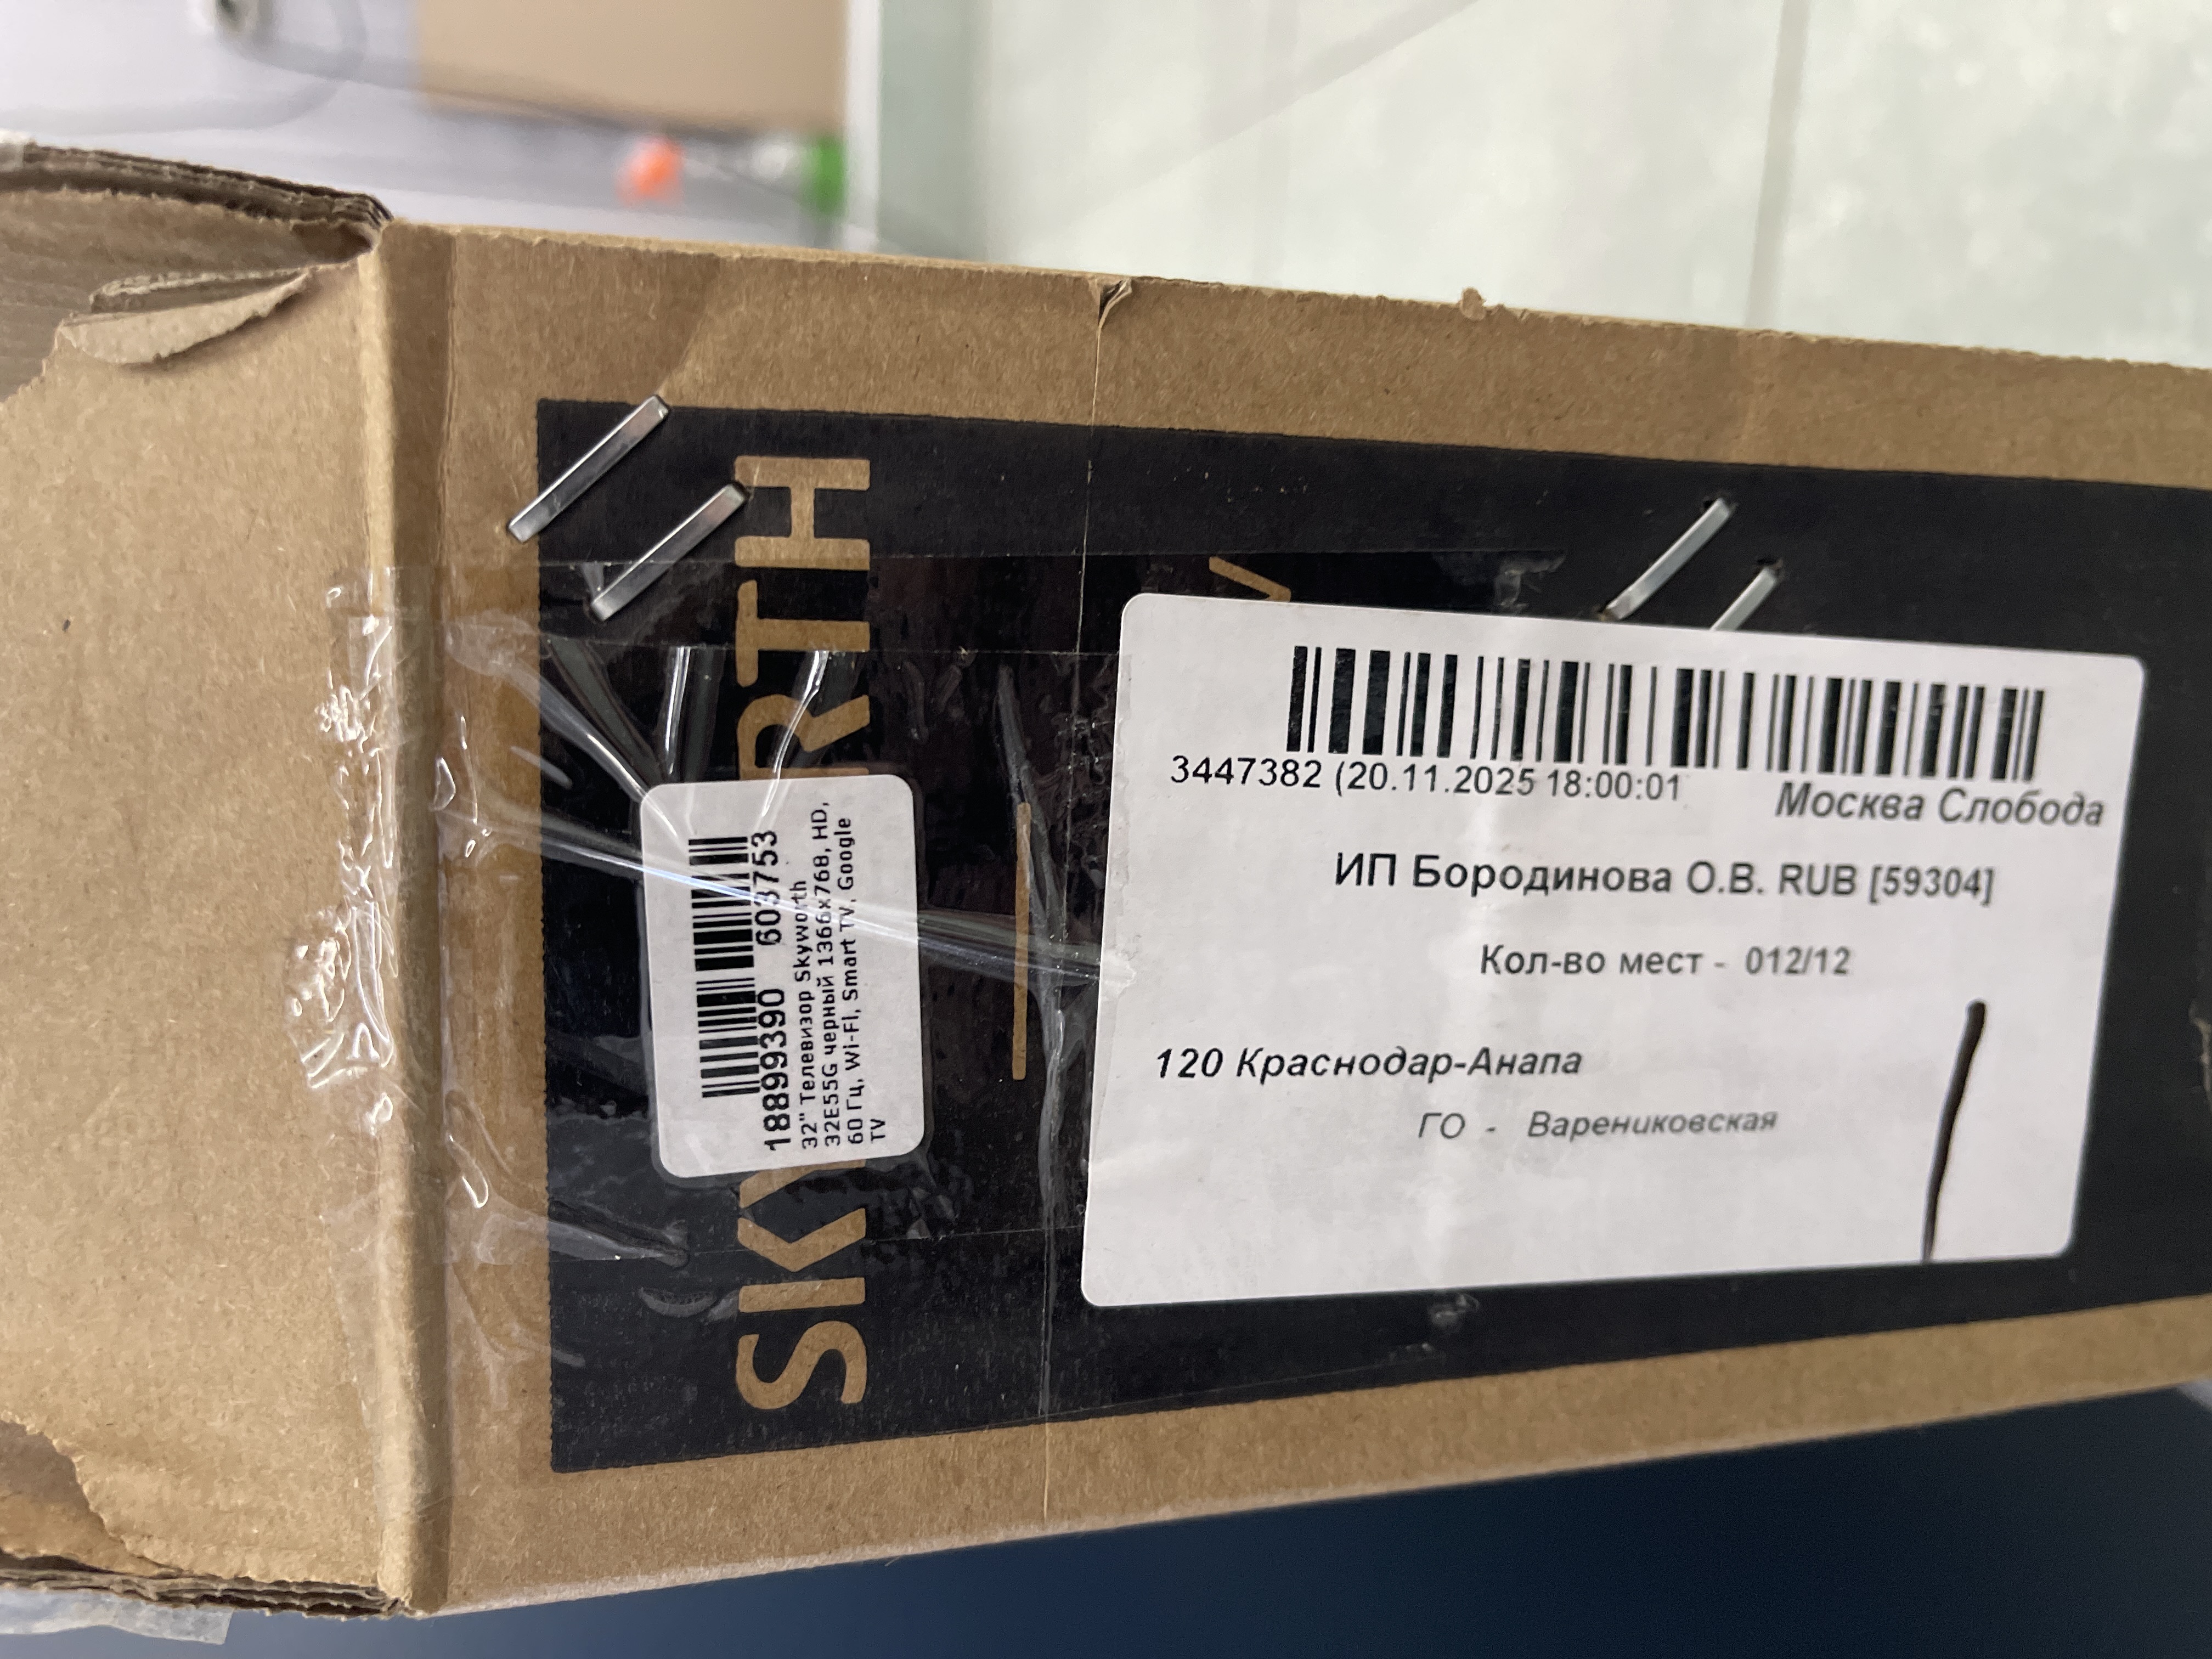 SKY RTH
18899390 603753
32" Телевизор Skyworth
32E55G черный 1366x768, HD,
60 Гц, Wi-Fi, Smart TV, Google
TV
3447382 (20.11.2025 18:00:01
Москва Слобода
ИП Бородинова О.В. RUB [59304]
Кол-во мест - 012/12
120 Краснодар-Анапа
ГО - Варениковская